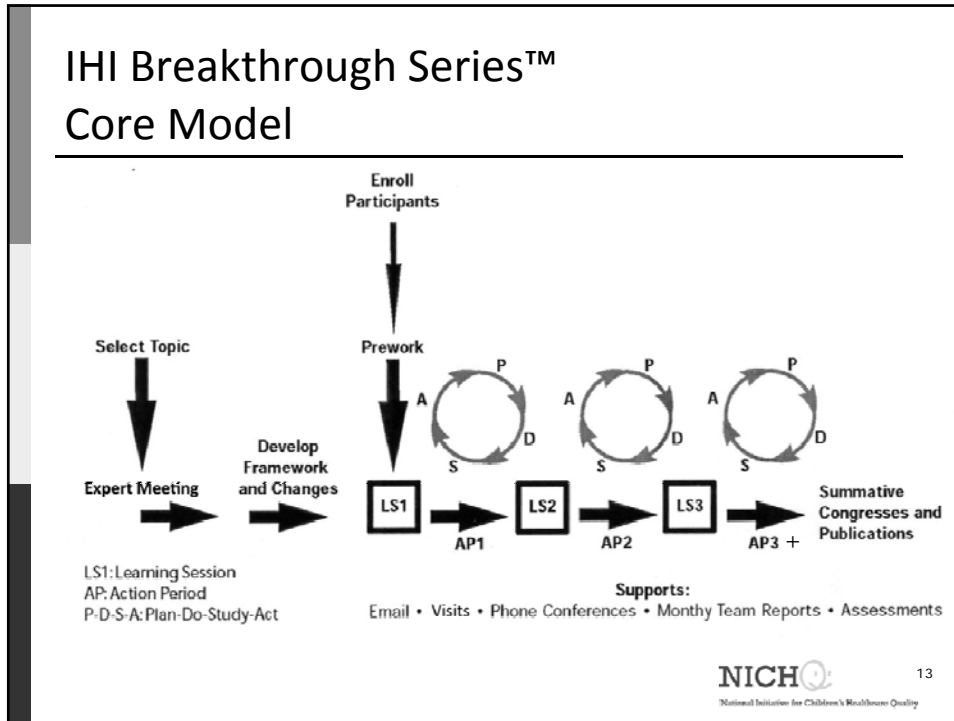 IHI Breakthrough Series™
Core Model
Enroll
Participants
Select Topic
Prework
P
A
D
S
P
A
D
S
P
A
D
S
Develop
Framework
and Changes
Expert Meeting
LS1
LS2
LS3
Summative
Congresses and
Publications
AP1
AP2
AP3 +
LS1: Learning Session
AP: Action Period
P-D-S-A: Plan-Do-Study-Act
Supports:
Email • Visits • Phone Conferences • Monthy Team Reports • Assessments
NICHQ
13
National Initiative for Children's Healthcare Quality